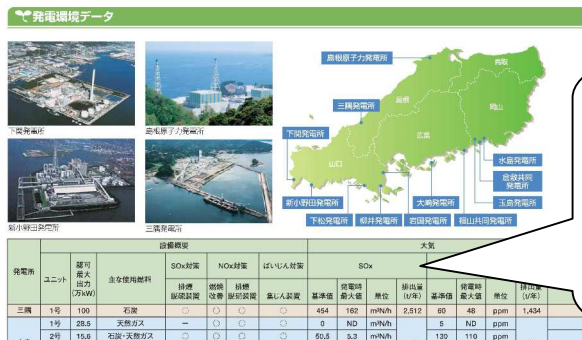 発電環境データ
下関発電所
島根原子力発電所
新小野田発電所
三隅発電所
島根原子力発電所
鳥取
三隅発電所
島根
岡山
下関発電所
広島
山口
水島発電所
倉敷共同
発電所
玉島発電所
新小野田発電所
大崎発電所
下松発電所 柳井発電所 岩国発電所 福山共同発電所
発電所 設備概要 大気
ユニット 認可最大出力(万kW) 主な使用燃料 SOx対策 NOx対策 ばいじん対策 SOx
排煙脱硫装置 燃焼改善 排煙脱硝装置 集じん装置 基準値 発電時最大値 単位 排出量(t/年) 基準値 発電時最大値 単位 排出量(t/年)
三隅 1号 100 石炭 ○ ○ ○ ○ 454 162 m³N/h 2,512 60 48 ppm 1,434
1号 28.5 天然ガス － ○ ○ ○ 0 ND m³N/h 5 ND ppm
2号 15.6 石炭・天然ガス ○ ○ ○ ○ 50.5 5.3 m³N/h 130 110 ppm